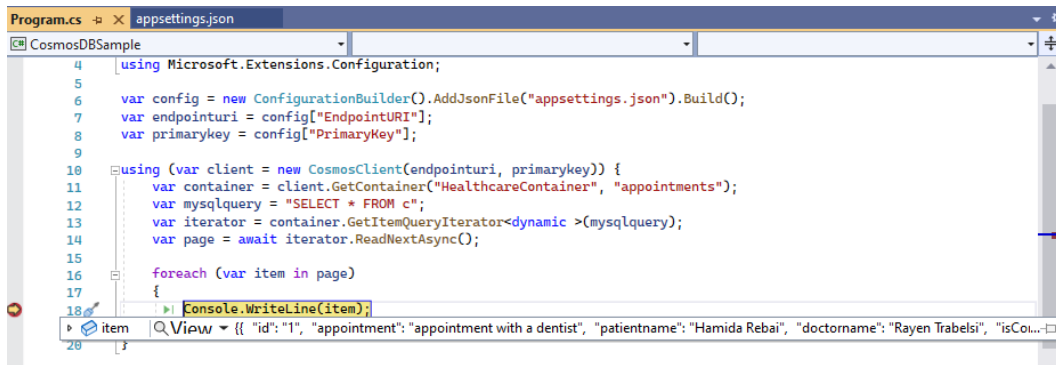 Program.cs appsettings.json
C# CosmosDBSample
4 using Microsoft.Extensions.Configuration;
5
6 var config = new ConfigurationBuilder().AddJsonFile("appsettings.json").Build();
7 var endpointuri = config["EndpointURI"];
8 var primarykey = config["PrimaryKey"];
9
10 using (var client = new CosmosClient(endpointuri, primarykey)) {
11 var container = client.GetContainer("HealthcareContainer", "appointments");
12 var mysqlquery = "SELECT * FROM c";
13 var iterator = container.GetItemQueryIterator<dynamic >(mysqlquery);
14 var page = await iterator.ReadNextAsync();
15
16 foreach (var item in page)
17 {
18 Console.WriteLine(item);
item View {{ "id": "1", "appointment": "appointment with a dentist", "patientname": "Hamida Rebai", "doctorname": "Rayen Trabelsi", "isCou...
20 }